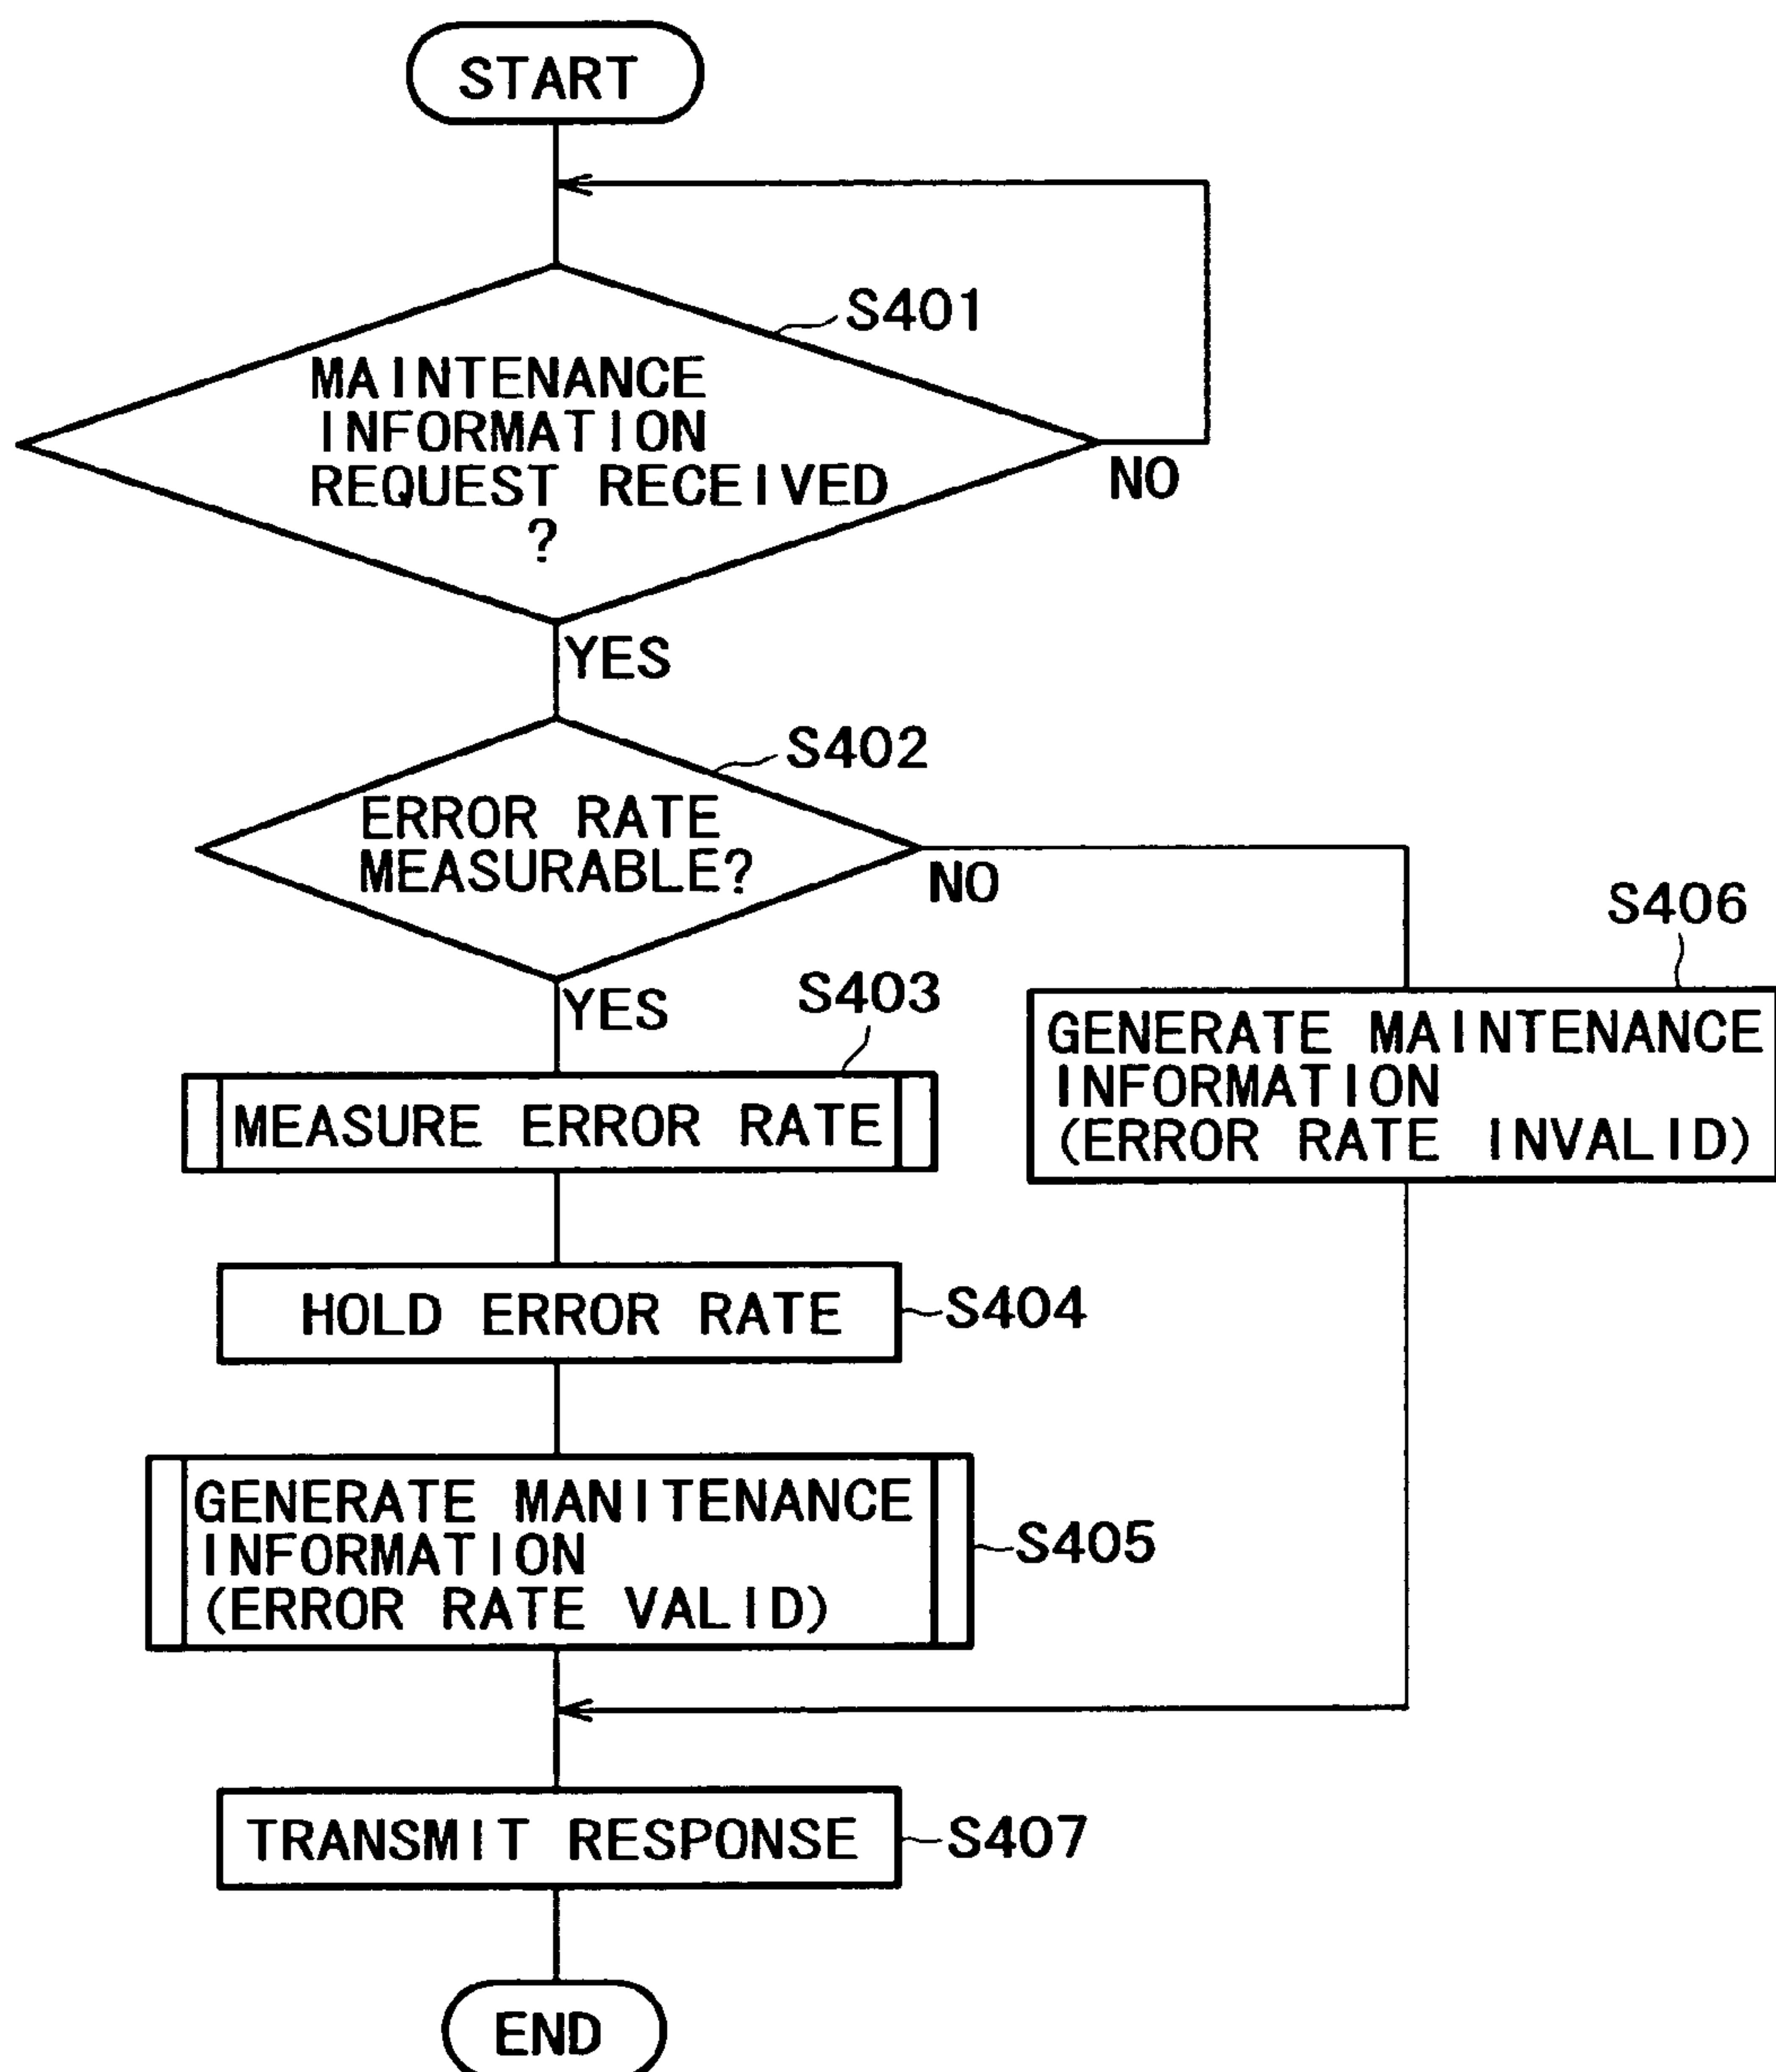 START
S401
MAINTENANCE
INFORMATION
REQUEST RECEIVED
?
NO
YES
S402
ERROR RATE
MEASURABLE?
NO
YES
S403
MEASURE ERROR RATE
S406
GENERATE MAINTENANCE
INFORMATION
(ERROR RATE INVALID)
HOLD ERROR RATE
S404
GENERATE MANITENANCE
INFORMATION
(ERROR RATE VALID)
S405
TRANSMIT RESPONSE
S407
END